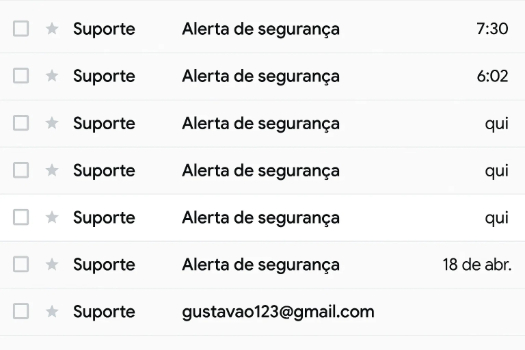 Suporte Alerta de segurança 7:30
Suporte Alerta de segurança 6:02
Suporte Alerta de segurança qui
Suporte Alerta de segurança qui
Suporte Alerta de segurança qui
Suporte Alerta de segurança 18 de abr.
Suporte gustavao123@gmail.com